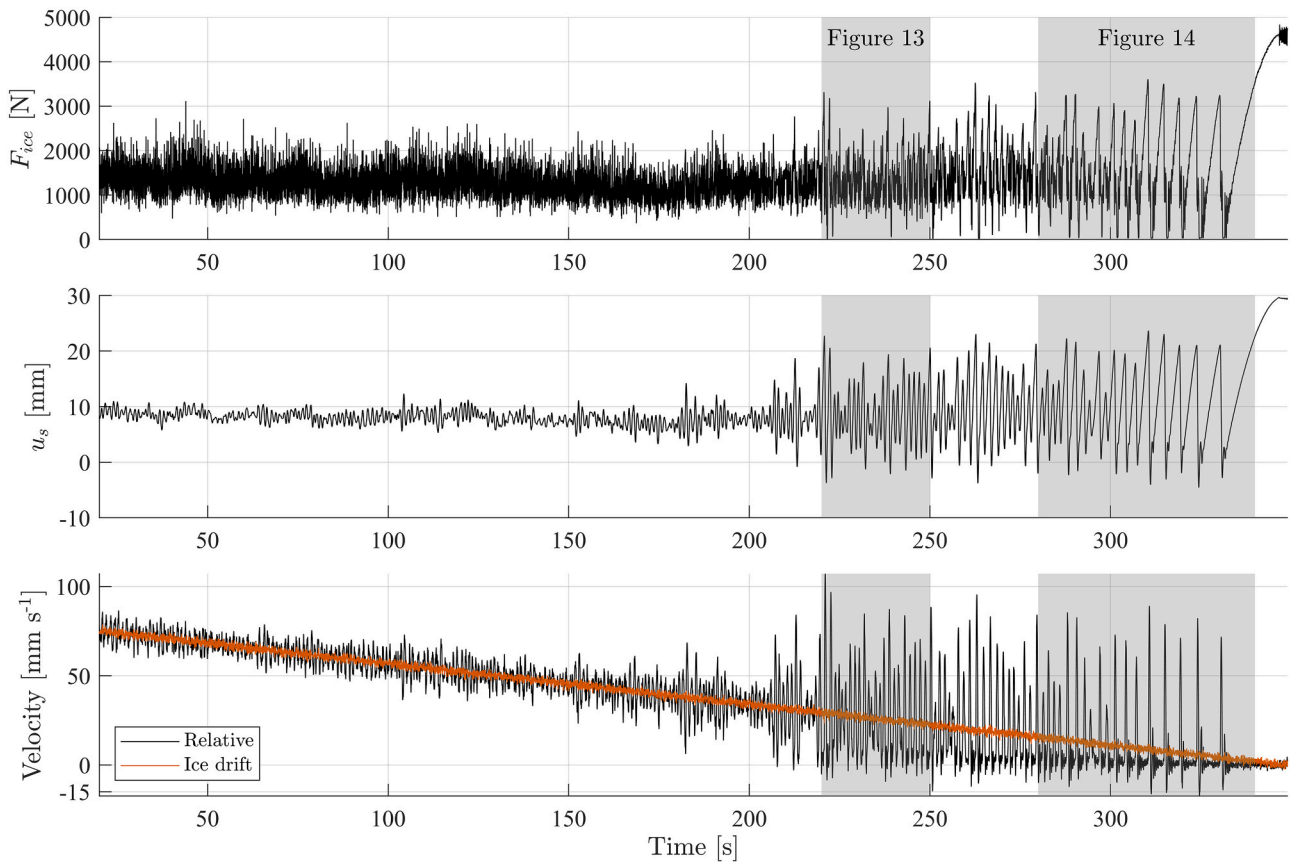 Figure 13 Figure 14
5000
4000
3000
2000
1000
0
F_ice [N]
50 100 150 200 250 300
30
20
10
0
-10
u_s [mm]
50 100 150 200 250 300
100
50
0
-15
Velocity [mm s⁻¹]
Relative
Ice drift
50 100 150 200 250 300
Time [s]